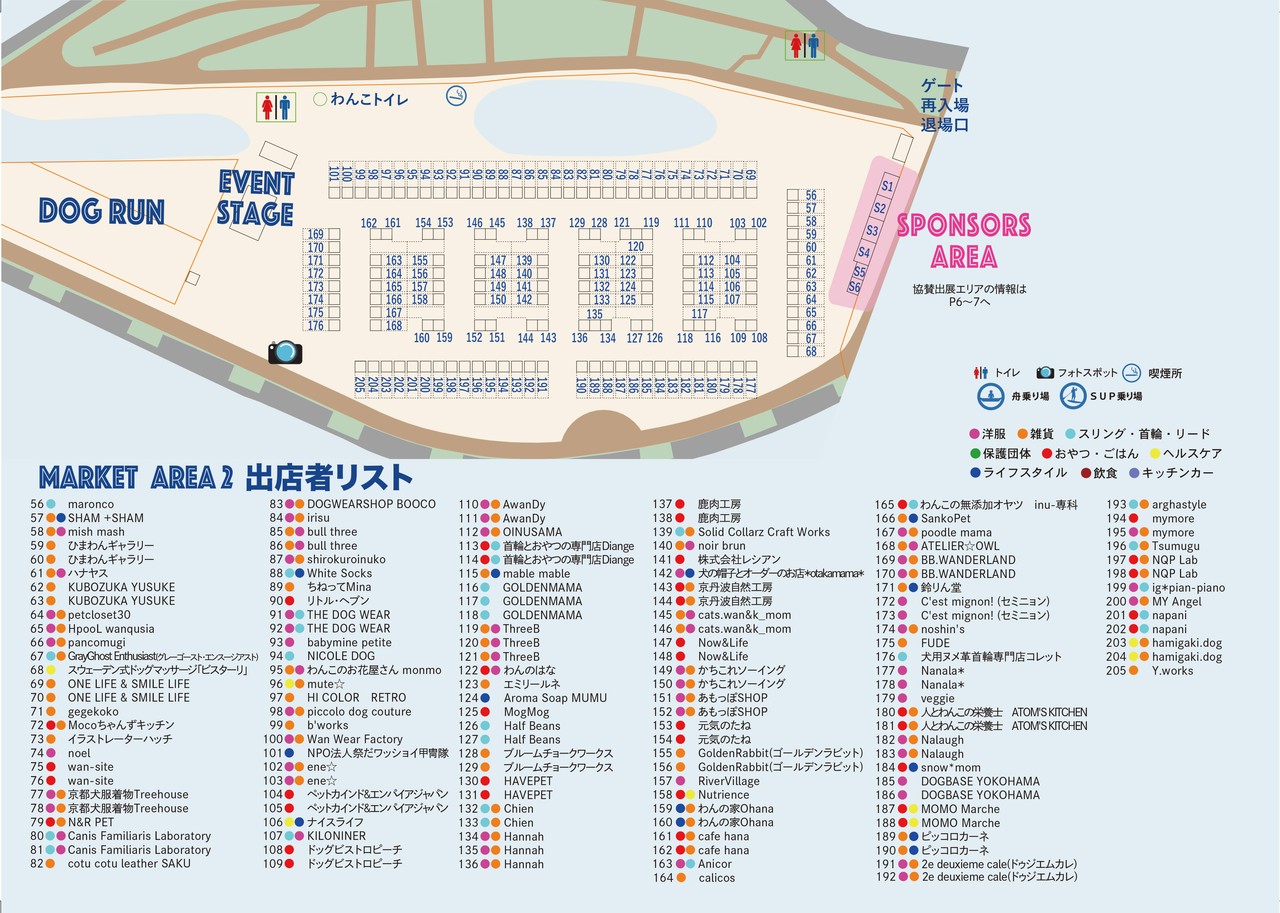 ゲート
再入場
退場口
わんこトイレ
EVENT
STAGE
DOG RUN
SPONSORS
AREA
協賛出展エリアの情報は
P6〜7へ
S1
S2
S3
S4
S5
S6
101 100 99 98 97 96 95 94 93 92 91 90 89 88 87 86 85 84 83 82 81 80 79 78 77 76 75 74 73 72 71 70 69
56
57
58
59
60
61
62
63
64
65
66
67
68
162 161 154 153 146 145 138 137 129 128 121 119 111 110 103 102
120
169
170
171
172
173
174
175
176
163 155 147 139 130 122 112 104
164 156 148 140 131 123 113 105
165 157 149 141 132 124 114 106
166 158 150 142 133 125 115 107
167 135 117
168
160 159 152 151 144 143 136 134 127 126 118 116 109 108
205 204 203 202 201 200 199 198 197 196 195 194 193 192 191
190 189 188 187 186 185 184 183 182 181 180 179 178 177
トイレ フォトスポット 喫煙所
舟乗り場 SUP乗り場
洋服 雑貨 スリング・首輪・リード
保護団体 おやつ・ごはん ヘルスケア
ライフスタイル 飲食 キッチンカー
MARKET AREA 2 出店者リスト
56 maronco
57 SHAM +SHAM
58 mish mash
59 ひまわんギャラリー
60 ひまわんギャラリー
61 ハナヤス
62 KUBOZUKA YUSUKE
63 KUBOZUKA YUSUKE
64 petcloset30
65 HpooL wanqusia
66 pancomugi
67 GrayGhost Enthusiast(グレーゴースト・エンスージアスト)
68 スウェーデン式ドッグマッサージ「ビスターリ」
69 ONE LIFE & SMILE LIFE
70 ONE LIFE & SMILE LIFE
71 gegekoko
72 Mocoちゃんずキッチン
73 イラストレーターハッチ
74 noel
75 wan-site
76 wan-site
77 京都犬服着物Treehouse
78 京都犬服着物Treehouse
79 N&R PET
80 Canis Familiaris Laboratory
81 Canis Familiaris Laboratory
82 cotu cotu leather SAKU
83 DOGWEARSHOP BOOCO
84 irisu
85 bull three
86 bull three
87 shirokuroinuko
88 White Socks
89 ちねってMina
90 リトル・ヘブン
91 THE DOG WEAR
92 THE DOG WEAR
93 babymine petite
94 NICOLE DOG
95 わんこのお花屋さん monmo
96 mute☆
97 HI COLOR RETRO
98 piccolo dog couture
99 b'works
100 Wan Wear Factory
101 NPO法人祭だワッショイ甲冑隊
102 ene☆
103 ene☆
104 ペットカインド&エンパイアジャパン
105 ペットカインド&エンパイアジャパン
106 ナイスライフ
107 KILONINER
108 ドッグビストロピーチ
109 ドッグビストロピーチ
110 AwanDy
111 AwanDy
112 OINUSAMA
113 首輪とおやつの専門店Diange
114 首輪とおやつの専門店Diange
115 mable mable
116 GOLDENMAMA
117 GOLDENMAMA
118 GOLDENMAMA
119 ThreeB
120 ThreeB
121 ThreeB
122 わんのはな
123 エミリールネ
124 Aroma Soap MUMU
125 MogMog
126 Half Beans
127 Half Beans
128 ブルームチョークワークス
129 ブルームチョークワークス
130 HAVEPET
131 HAVEPET
132 Chien
133 Chien
134 Hannah
135 Hannah
136 Hannah
137 鹿肉工房
138 鹿肉工房
139 Solid Collarz Craft Works
140 noir brun
141 株式会社レシアン
142 犬の帽子とオーダーのお店*otakamama*
143 京丹波自然工房
144 京丹波自然工房
145 cats.wan&k_mom
146 cats.wan&k_mom
147 Now&Life
148 Now&Life
149 かちこれソーイング
150 かちこれソーイング
151 あもっぽSHOP
152 あもっぽSHOP
153 元気のたね
154 元気のたね
155 GoldenRabbit(ゴールデンラビット)
156 GoldenRabbit(ゴールデンラビット)
157 RiverVillage
158 Nutrience
159 わんの家Ohana
160 わんの家Ohana
161 cafe hana
162 cafe hana
163 Anicor
164 calicos
165 わんこの無添加オヤツ inu-専科
166 SankoPet
167 poodle mama
168 ATELIER☆OWL
169 BB.WANDERLAND
170 BB.WANDERLAND
171 鈴りん堂
172 C'est mignon! (セミニョン)
173 C'est mignon! (セミニョン)
174 noshin's
175 FUDE
176 犬用ヌメ革首輪専門店コレット
177 Nanala*
178 Nanala*
179 veggie
180 人とわんこの栄養士 ATOM'S KITCHEN
181 人とわんこの栄養士 ATOM'S KITCHEN
182 Nalaugh
183 Nalaugh
184 snow*mom
185 DOGBASE YOKOHAMA
186 DOGBASE YOKOHAMA
187 MOMO Marche
188 MOMO Marche
189 ピッコロカーネ
190 ピッコロカーネ
191 2e deuxieme cale(ドゥジエムカレ)
192 2e deuxieme cale(ドゥジエムカレ)
193 arghastyle
194 mymore
195 mymore
196 Tsumugu
197 NQP Lab
198 NQP Lab
199 ig*pian-piano
200 MY Angel
201 napani
202 napani
203 hamigaki.dog
204 hamigaki.dog
205 Y.works